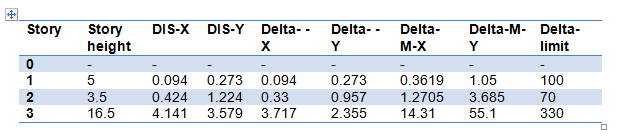 Story Story height DIS-X DIS-Y Delta- - X Delta- - Y Delta- M-X Delta-M- Y Delta- limit
0 - - - - - - - -
1 5 0.094 0.273 0.094 0.273 0.3619 1.05 100
2 3.5 0.424 1.224 0.33 0.957 1.2705 3.685 70
3 16.5 4.141 3.579 3.717 2.355 14.31 55.1 330